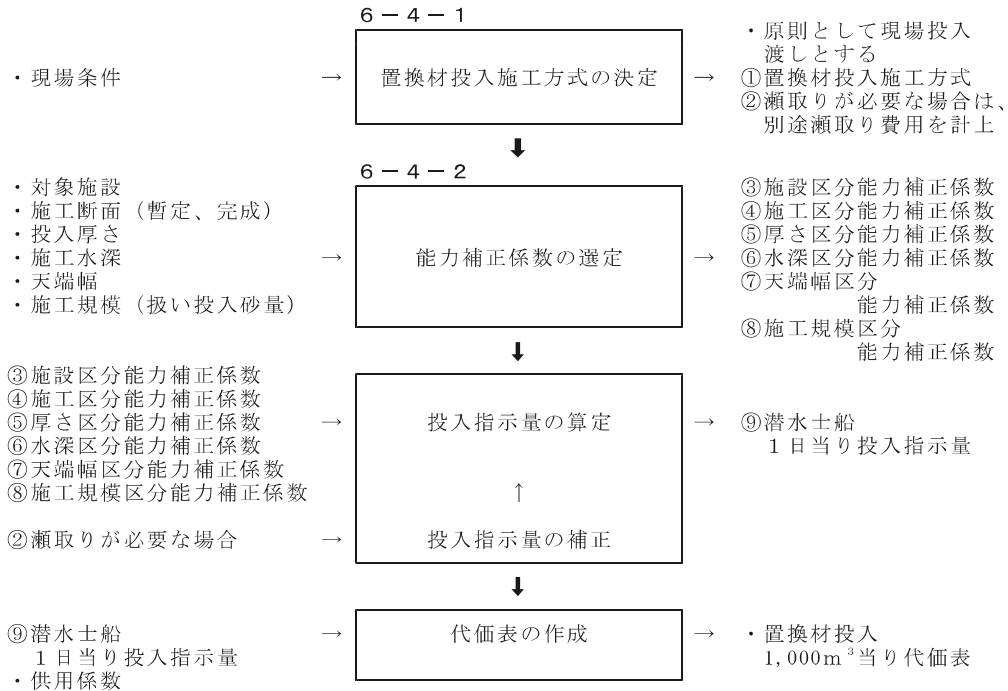 ６－４－１
・現場条件
→
置換材投入施工方式の決定
→
・原則として現場投入
渡しとする
①置換材投入施工方式
②瀬取りが必要な場合は、
別途瀬取り費用を計上
６－４－２
・対象施設
・施工断面（暫定、完成）
・投入厚さ
・施工水深
・天端幅
・施工規模（扱い投入砂量）
→
能力補正係数の選定
→
③施設区分能力補正係数
④施工区分能力補正係数
⑤厚さ区分能力補正係数
⑥水深区分能力補正係数
⑦天端幅区分
能力補正係数
⑧施工規模区分
能力補正係数
③施設区分能力補正係数
④施工区分能力補正係数
⑤厚さ区分能力補正係数
⑥水深区分能力補正係数
⑦天端幅区分能力補正係数
⑧施工規模区分能力補正係数
→
投入指示量の算定
→
⑨潜水士船
１日当り投入指示量
↑
②瀬取りが必要な場合
→
投入指示量の補正
⑨潜水士船
１日当り投入指示量
・供用係数
→
代価表の作成
→
・置換材投入
1,000m³当り代価表